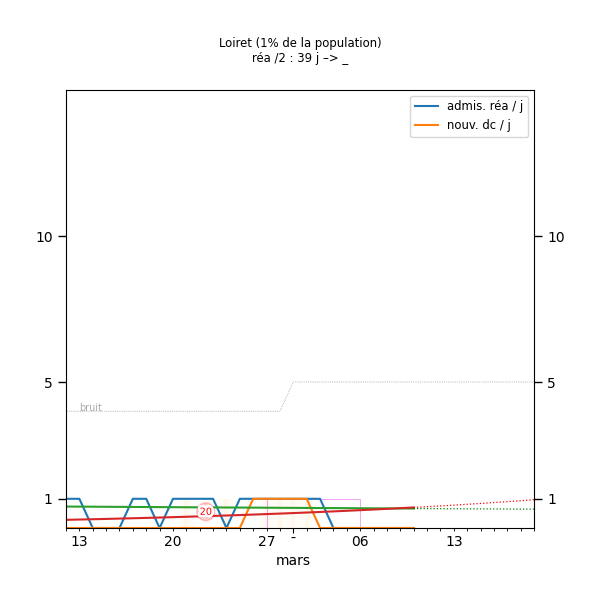 Loiret (1% de la population)
réa /2 : 39 j –> _
admis. réa / j
nouv. dc / j
10 10
5 5
bruit
1 1
20
13 20 27 - 06 13
mars